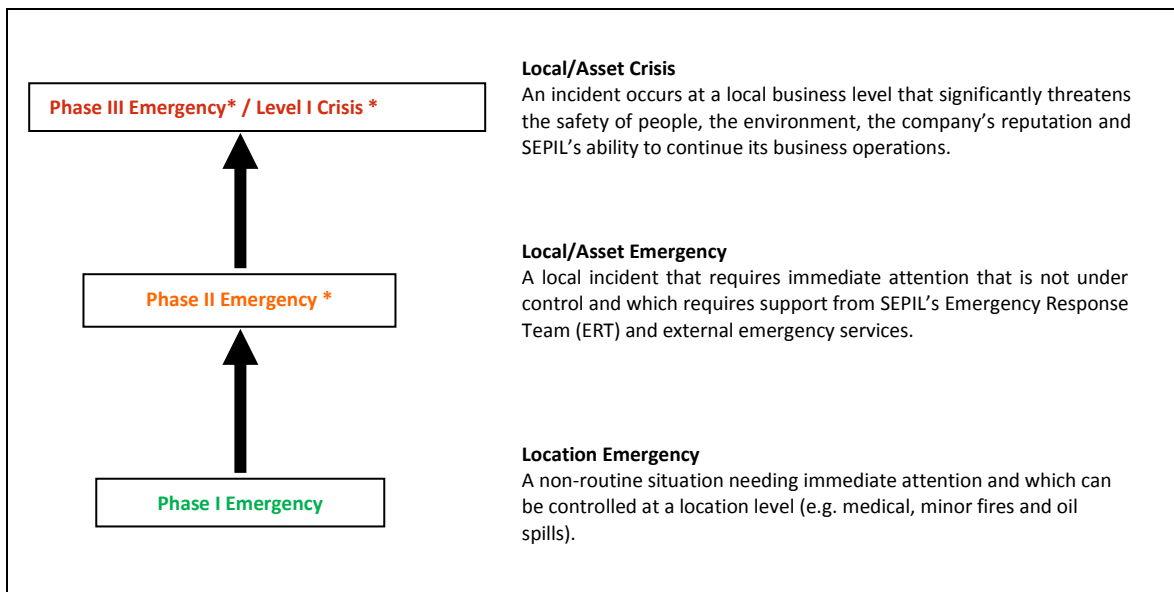 Phase III Emergency* / Level I Crisis *
Local/Asset Crisis
An incident occurs at a local business level that significantly threatens
the safety of people, the environment, the company’s reputation and
SEPIL’s ability to continue its business operations.
Phase II Emergency *
Local/Asset Emergency
A local incident that requires immediate attention that is not under
control and which requires support from SEPIL’s Emergency Response
Team (ERT) and external emergency services.
Phase I Emergency
Location Emergency
A non-routine situation needing immediate attention and which can
be controlled at a location level (e.g. medical, minor fires and oil
spills).